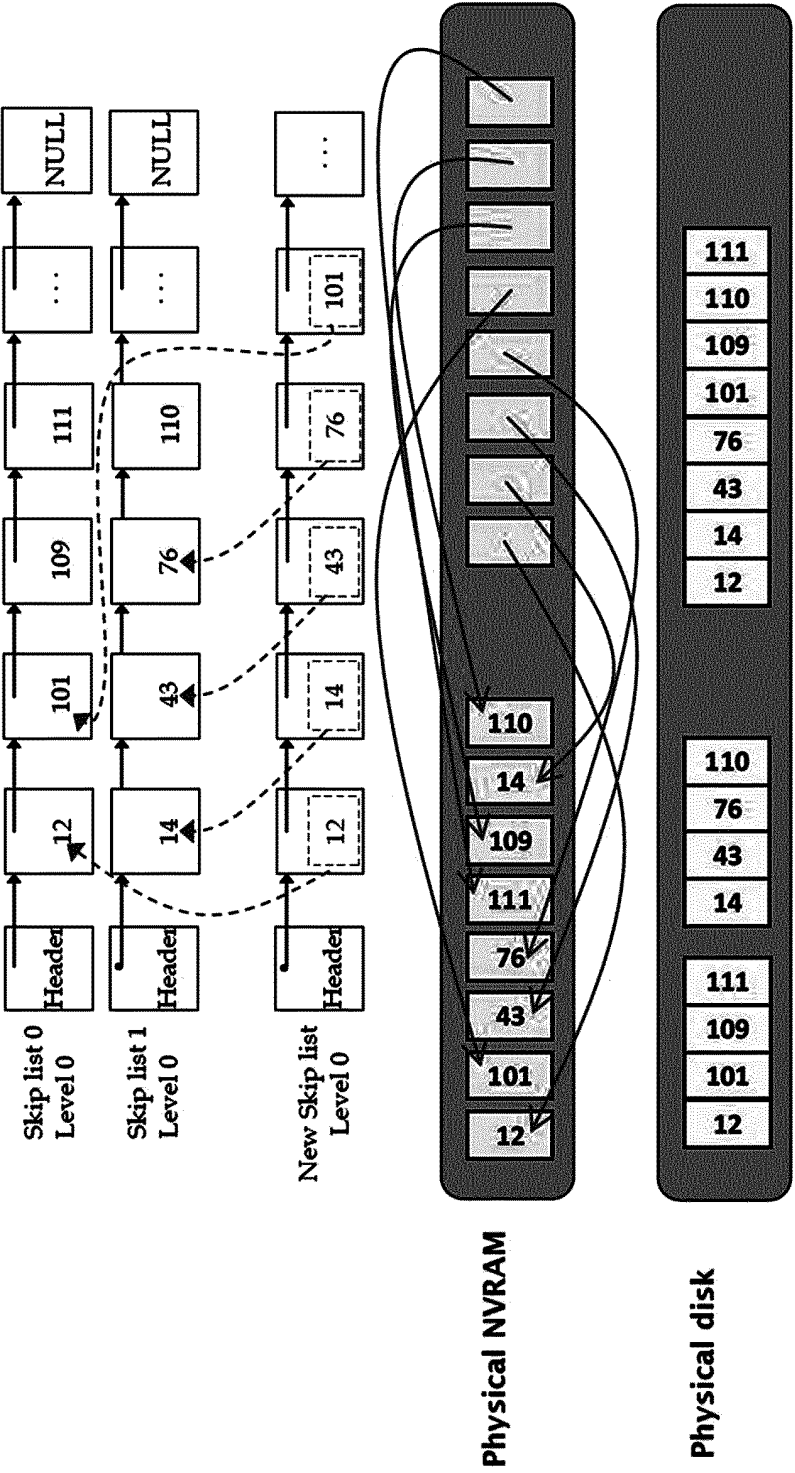 Skip list 0
Level 0
Header 12 101 109 111 ... NULL
Skip list 1
Level 0
Header 14 43 76 110 ... NULL
New Skip list
Level 0
Header 12 14 43 76 101 ...
Physical NVRAM
12 101 43 76 111 109 14 110
Physical disk
12 101 109 111 14 43 76 110 12 14 43 76 101 109 110 111